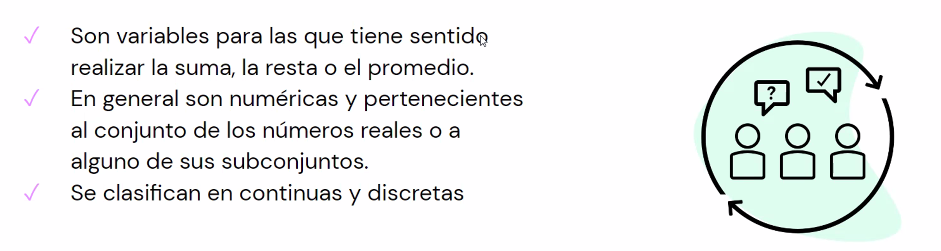 ✓ Son variables para las que tiene sentido
realizar la suma, la resta o el promedio.
✓ En general son numéricas y pertenecientes
al conjunto de los números reales o a
alguno de sus subconjuntos.
✓ Se clasifican en continuas y discretas
?
✓